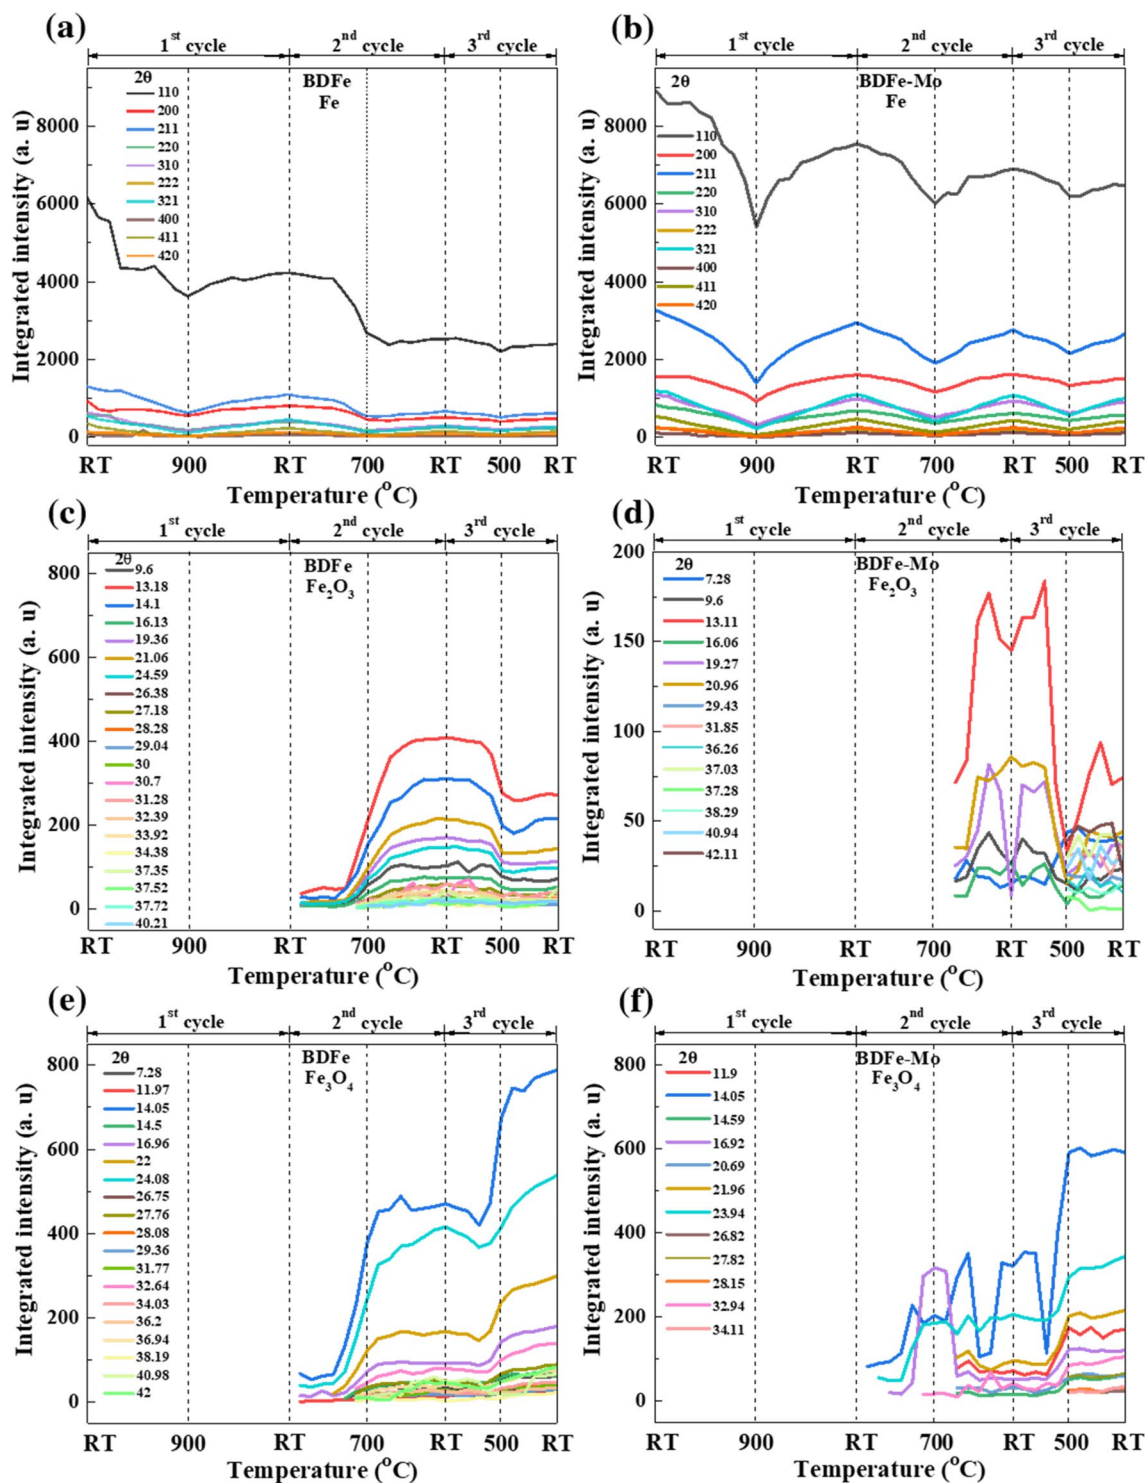 (a)
1st cycle 2nd cycle 3rd cycle
BDFe
Fe
2θ
110
200
211
220
310
222
321
400
411
420
Integrated intensity (a. u)
8000
6000
4000
2000
0
RT 900 RT 700 RT 500 RT
Temperature (°C)
(b)
1st cycle 2nd cycle 3rd cycle
BDFe-Mo
Fe
2θ
110
200
211
220
310
222
321
400
411
420
Integrated intensity (a. u)
8000
6000
4000
2000
0
RT 900 RT 700 RT 500 RT
Temperature (°C)
(c)
1st cycle 2nd cycle 3rd cycle
BDFe
Fe2O3
2θ
9.6
13.18
14.1
16.13
19.36
21.06
24.59
26.38
27.18
28.28
29.04
30
30.7
31.28
32.39
33.92
34.38
37.35
37.52
37.72
40.21
Integrated intensity (a. u)
800
600
400
200
0
RT 900 RT 700 RT 500 RT
Temperature (°C)
(d)
1st cycle 2nd cycle 3rd cycle
BDFe-Mo
Fe2O3
2θ
7.28
9.6
13.11
16.06
19.27
20.96
29.43
31.85
36.26
37.03
37.28
38.29
40.94
42.11
Integrated intensity (a. u)
200
150
100
50
0
RT 900 RT 700 RT 500 RT
Temperature (°C)
(e)
1st cycle 2nd cycle 3rd cycle
BDFe
Fe3O4
2θ
7.28
11.97
14.05
14.5
16.96
22
24.08
26.75
27.76
28.08
29.36
31.77
32.64
34.03
36.2
36.94
38.19
40.98
42
Integrated intensity (a. u)
800
600
400
200
0
RT 900 RT 700 RT 500 RT
Temperature (°C)
(f)
1st cycle 2nd cycle 3rd cycle
BDFe-Mo
Fe3O4
2θ
11.9
14.05
14.59
16.92
20.69
21.96
23.94
26.82
27.82
28.15
32.94
34.11
Integrated intensity (a. u)
800
600
400
200
0
RT 900 RT 700 RT 500 RT
Temperature (°C)